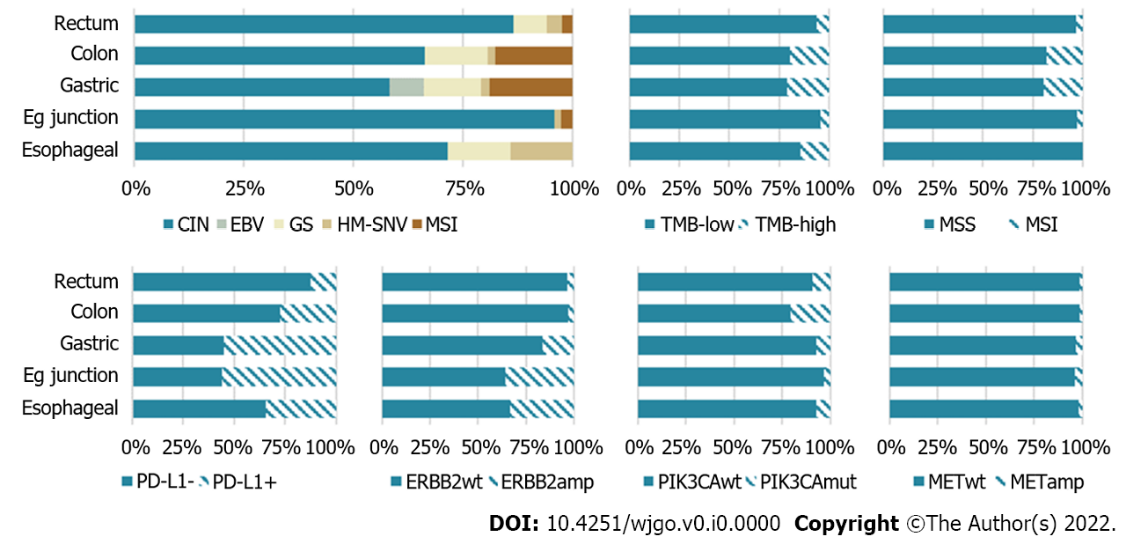 Rectum
Colon
Gastric
Eg junction
Esophageal
0% 25% 50% 75% 100%
CIN EBV GS HM-SNV MSI
0% 25% 50% 75% 100%
TMB-low TMB-high
0% 25% 50% 75% 100%
MSS MSI
Rectum
Colon
Gastric
Eg junction
Esophageal
0% 25% 50% 75% 100%
PD-L1- PD-L1+
0% 25% 50% 75% 100%
ERBB2wt ERBB2amp
0% 25% 50% 75% 100%
PIK3CAwt PIK3CAmut
0% 25% 50% 75% 100%
METwt METamp
DOI: 10.4251/wjgo.v0.i0.0000 Copyright ©The Author(s) 2022.